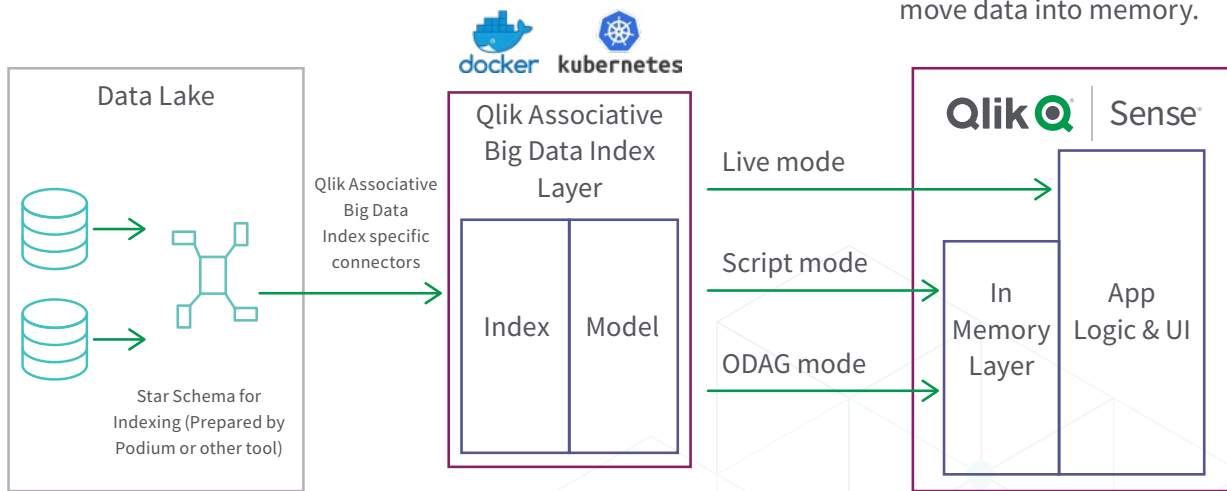 move data into memory.
docker
kubernetes
Data Lake
Star Schema for
Indexing (Prepared by
Podium or other tool)
Qlik Associative
Big Data
Index specific
connectors
Qlik Associative
Big Data Index
Layer
Index
Model
Live mode
Script mode
ODAG mode
Qlik
Sense
In
Memory
Layer
App
Logic & UI